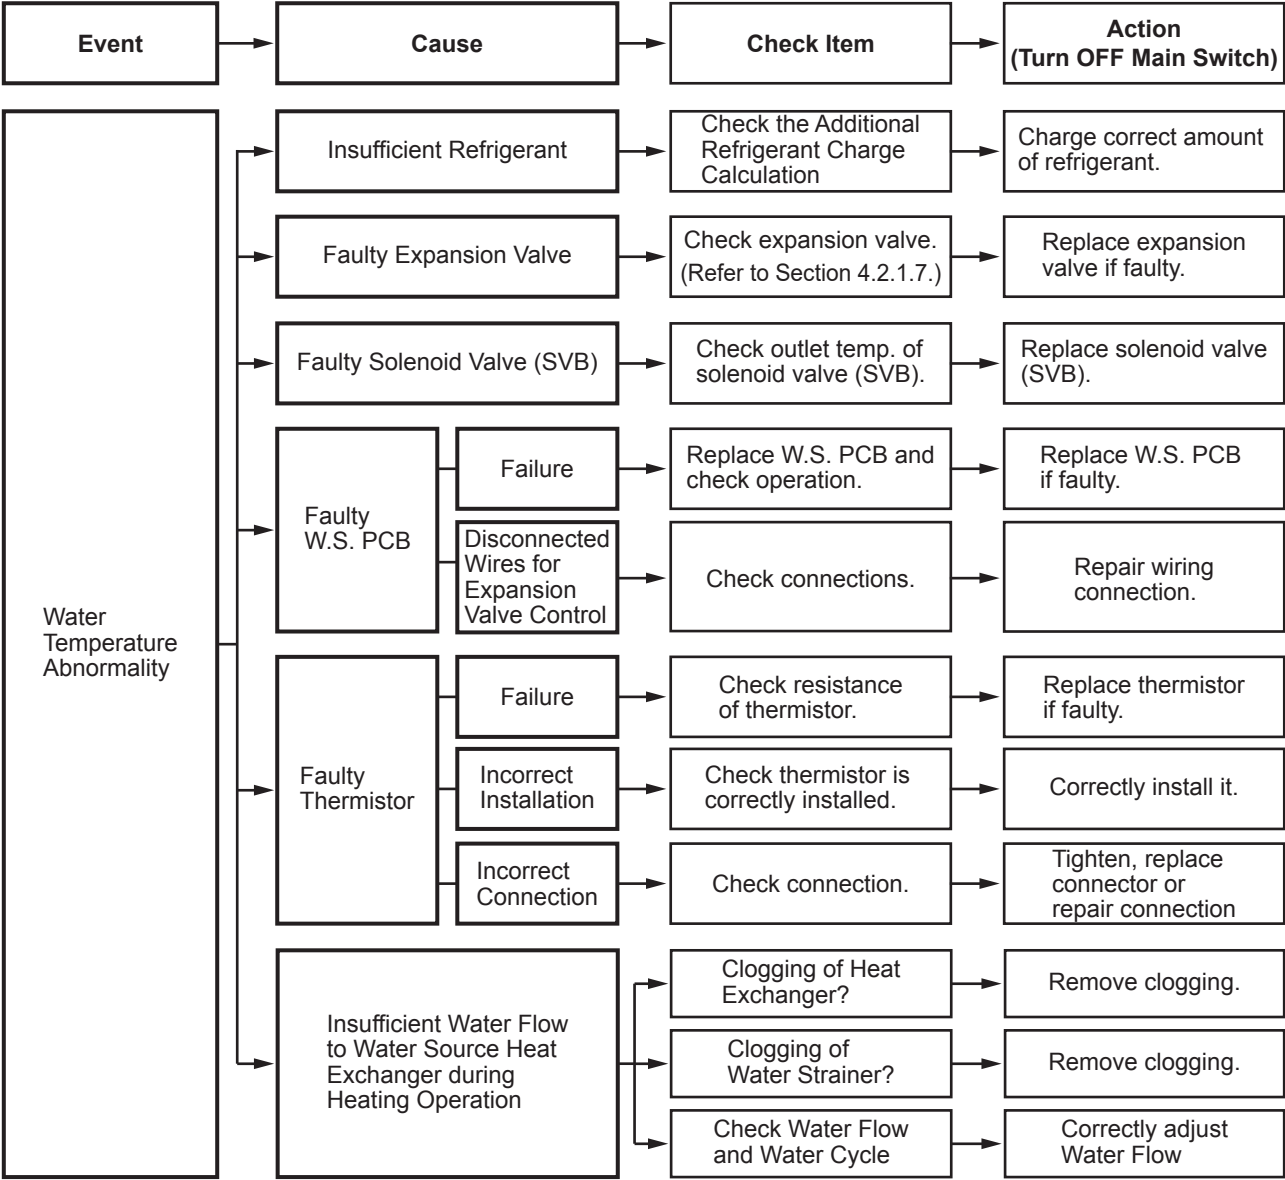 Event
Cause
Check Item
Action
(Turn OFF Main Switch)
Water
Temperature
Abnormality
Insufficient Refrigerant
Check the Additional
Refrigerant Charge
Calculation
Charge correct amount
of refrigerant.
Faulty Expansion Valve
Check expansion valve.
(Refer to Section 4.2.1.7.)
Replace expansion
valve if faulty.
Faulty Solenoid Valve (SVB)
Check outlet temp. of
solenoid valve (SVB).
Replace solenoid valve
(SVB).
Faulty
W.S. PCB
Failure
Replace W.S. PCB and
check operation.
Replace W.S. PCB
if faulty.
Disconnected
Wires for
Expansion
Valve Control
Check connections.
Repair wiring
connection.
Faulty
Thermistor
Failure
Check resistance
of thermistor.
Replace thermistor
if faulty.
Incorrect
Installation
Check thermistor is
correctly installed.
Correctly install it.
Incorrect
Connection
Check connection.
Tighten, replace
connector or
repair connection
Insufficient Water Flow
to Water Source Heat
Exchanger during
Heating Operation
Clogging of Heat
Exchanger?
Remove clogging.
Clogging of
Water Strainer?
Remove clogging.
Check Water Flow
and Water Cycle
Correctly adjust
Water Flow